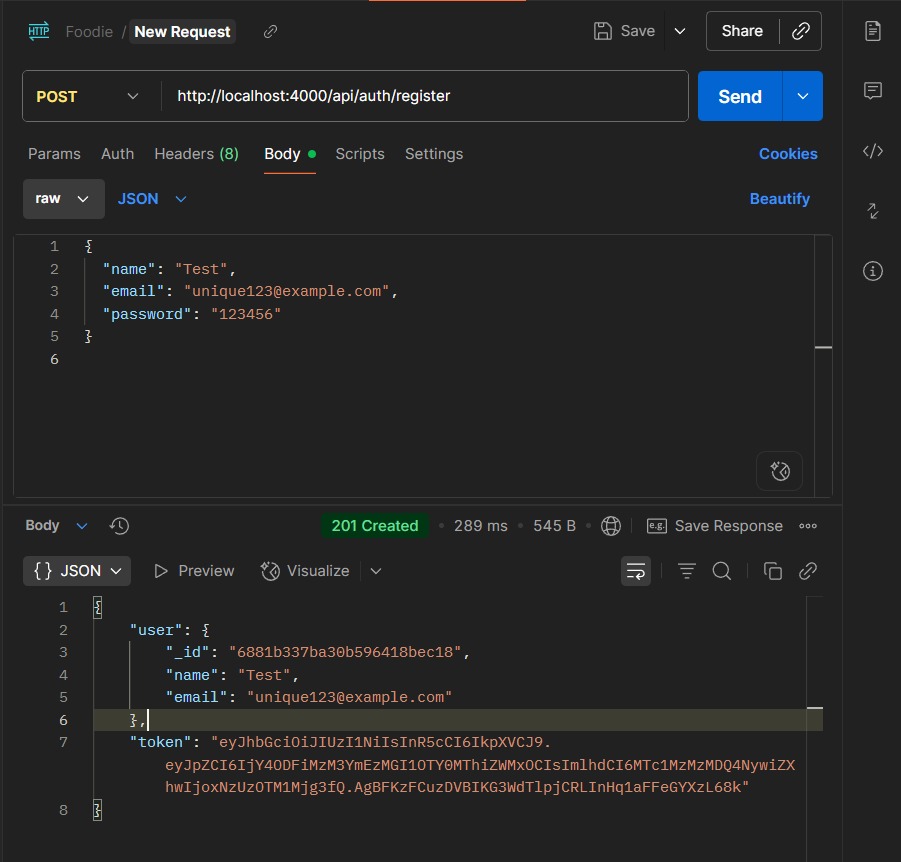 HTTP Foodie / New Request Save Share
POST http://localhost:4000/api/auth/register Send
Params Auth Headers (8) Body Scripts Settings Cookies
raw JSON Beautify
1 {
2 "name": "Test",
3 "email": "unique123@example.com",
4 "password": "123456"
5 }
6
Body 201 Created • 289 ms • 545 B • e.g. Save Response
{} JSON Preview Visualize
1 {
2 "user": {
3 "_id": "6881b337ba30b596418bec18",
4 "name": "Test",
5 "email": "unique123@example.com"
6 },
7 "token": "eyJhbGciOiJIUzI1NiIsInR5cCI6IkpXVCJ9.
eyJpZCI6IjY4ODFiMzM3YmEzMGI1OTY0MThiZWMxOCIsImlhdCI6MTc1MzMzMDQ4NywiZX
hwIjoxNzUzOTM1Mjg3fQ.AgBFKzFCuzDVBIKG3WdTlpjCRLInHq1aFFeGYXzL68k"
8 }